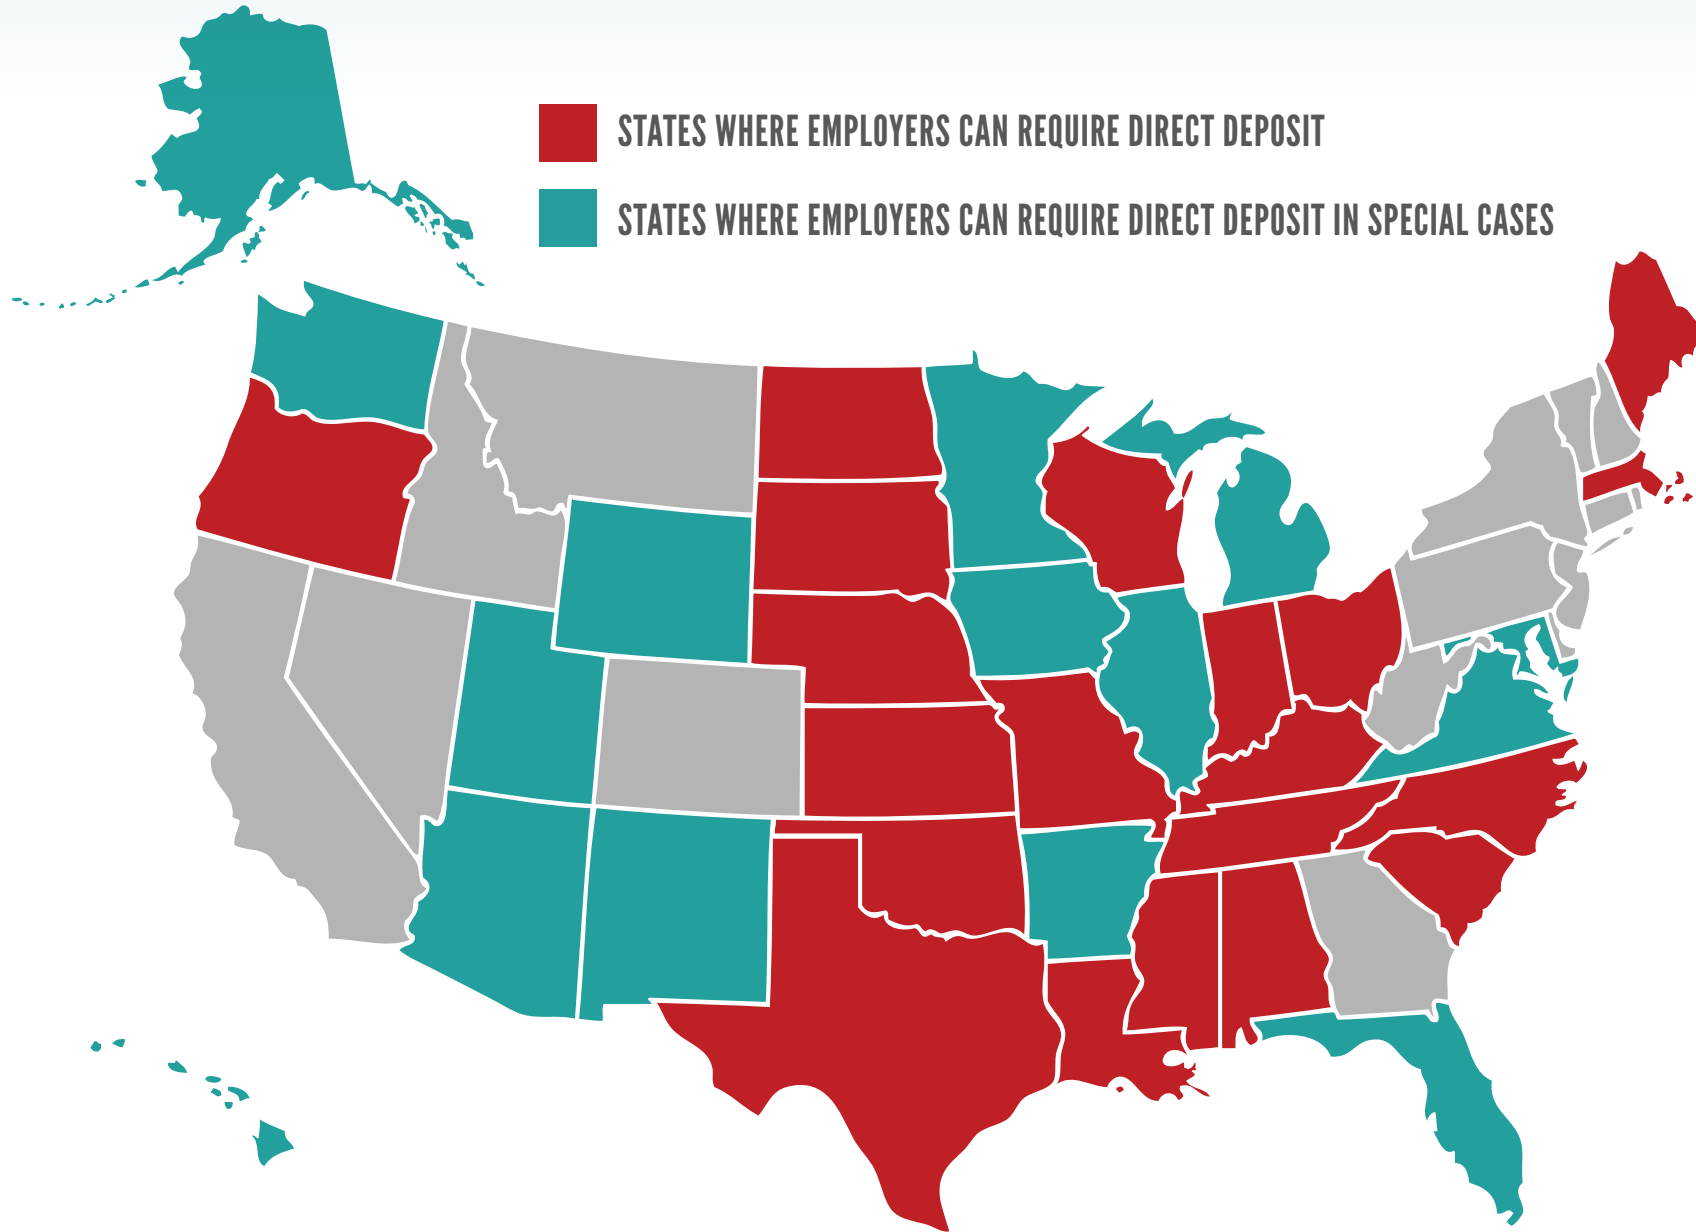 STATES WHERE EMPLOYERS CAN REQUIRE DIRECT DEPOSIT
STATES WHERE EMPLOYERS CAN REQUIRE DIRECT DEPOSIT IN SPECIAL CASES